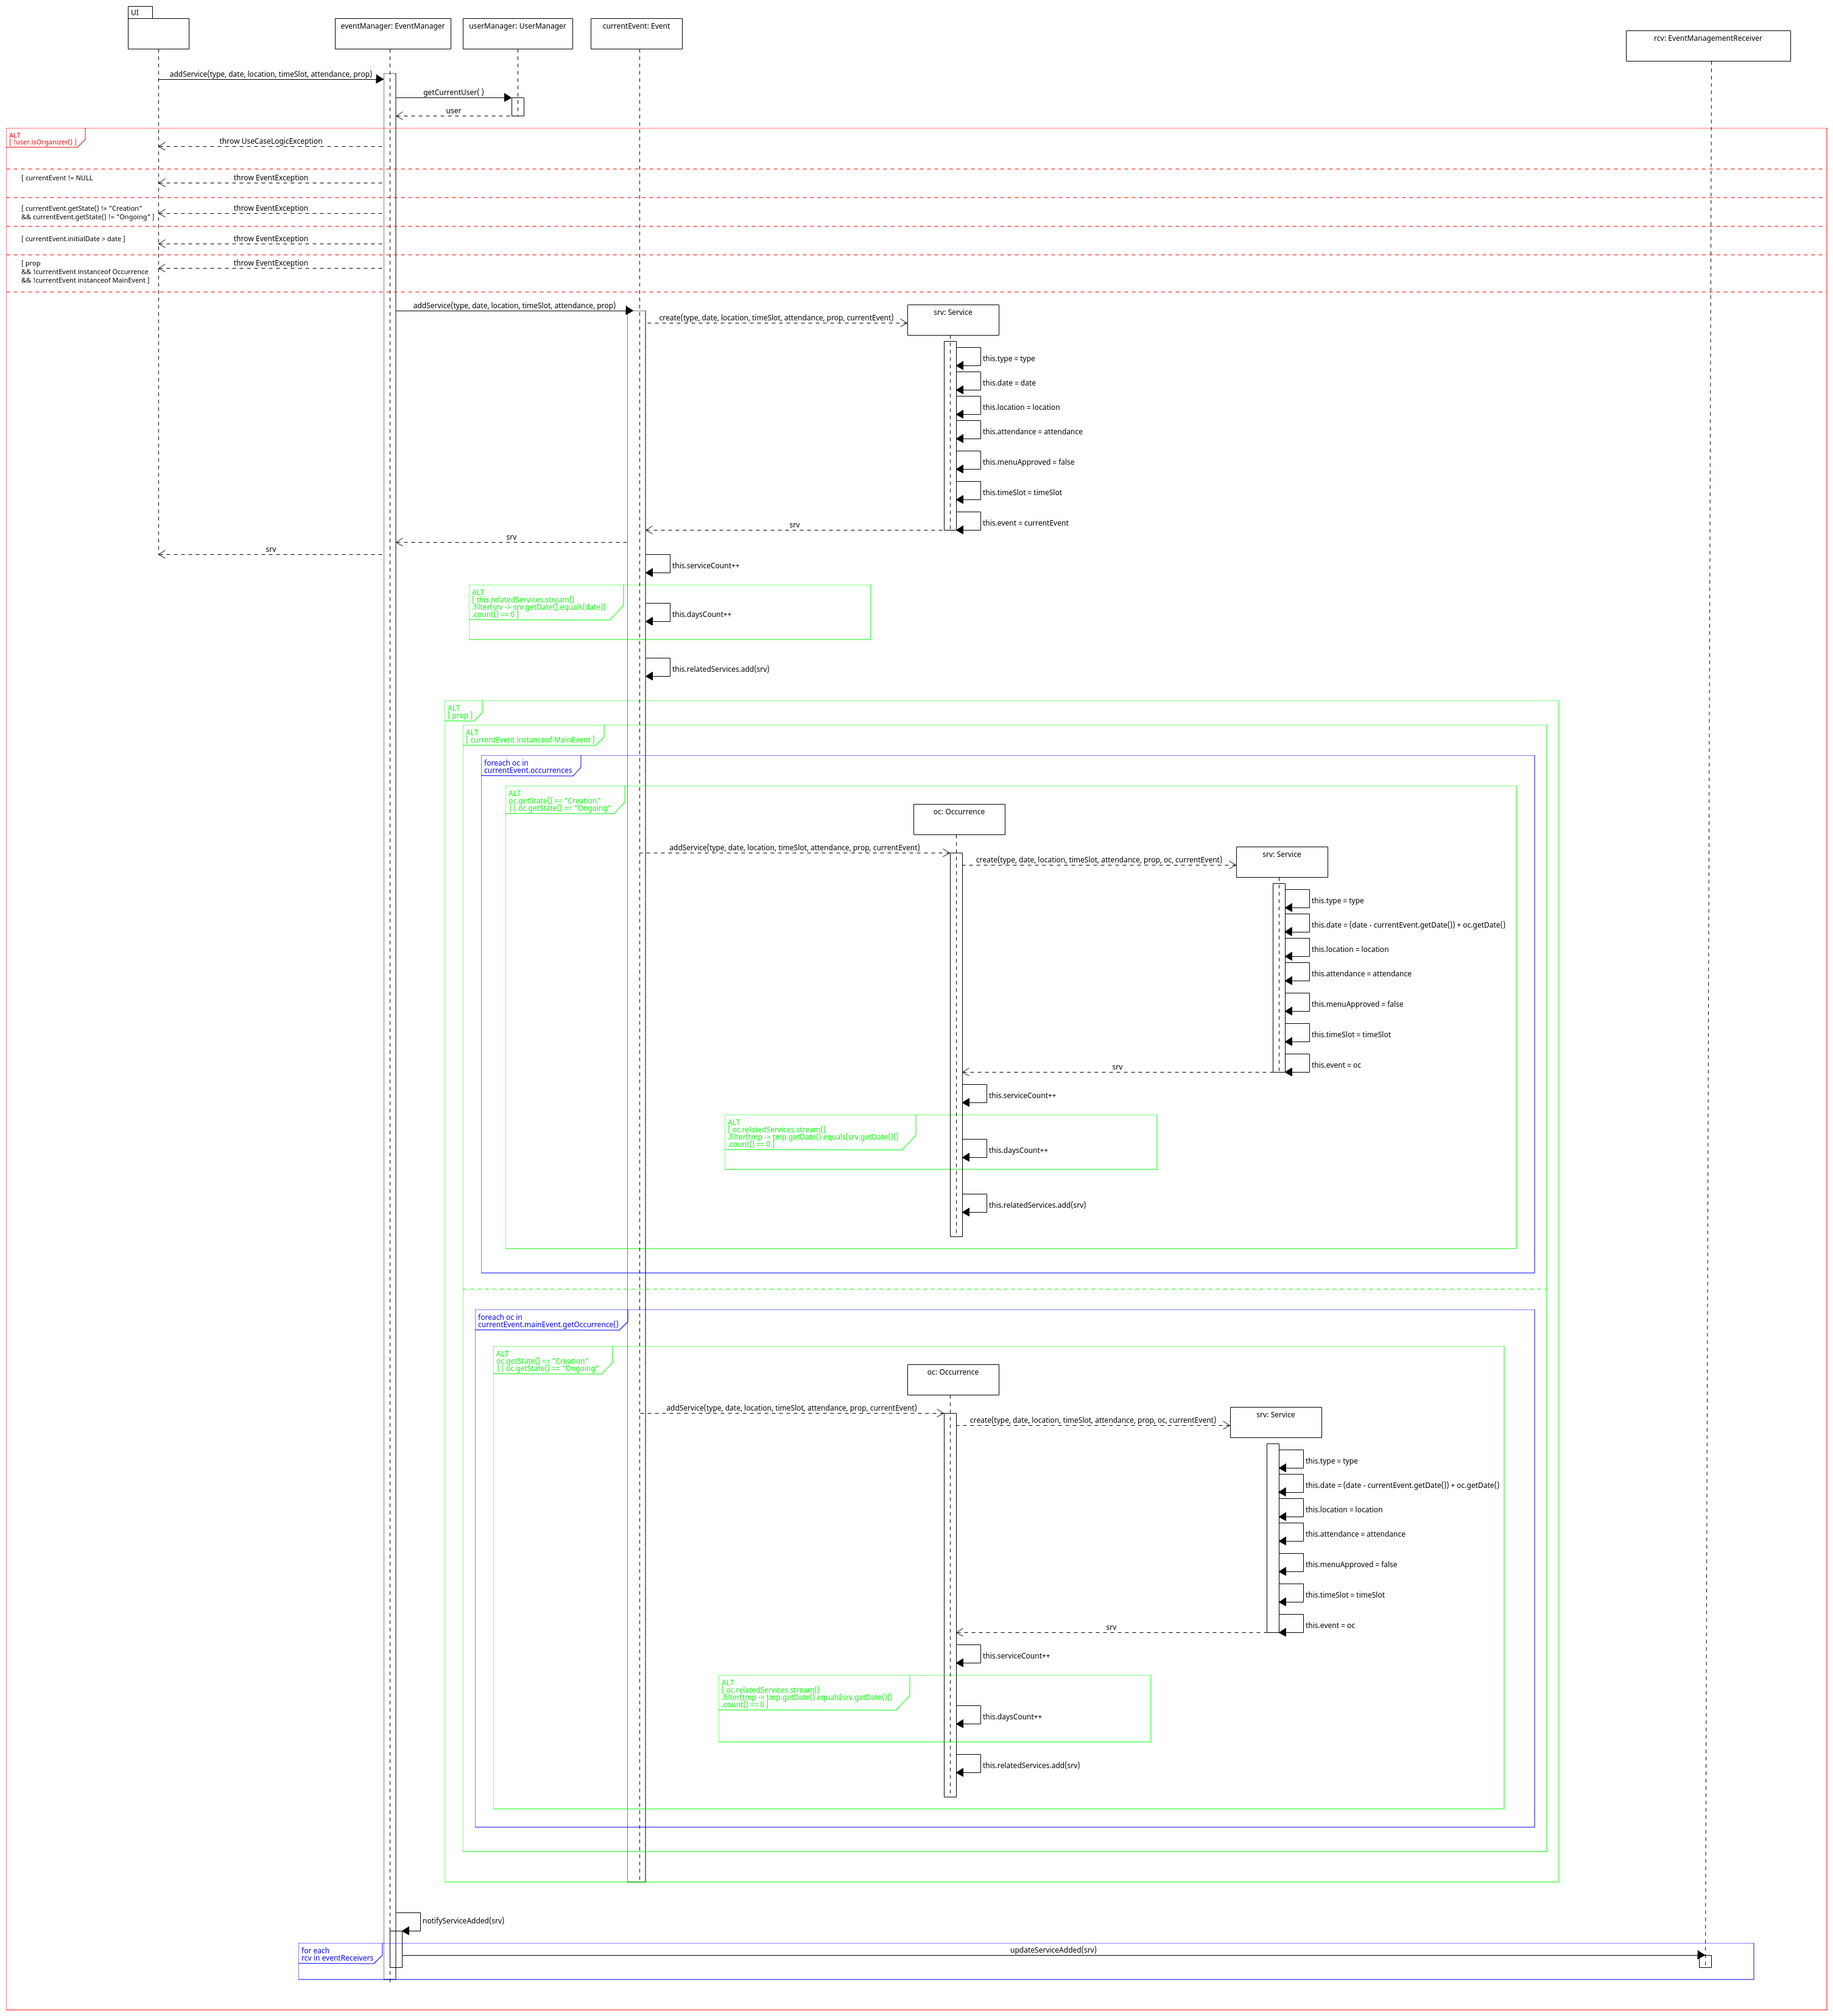 UI
eventManager: EventManager
userManager: UserManager
currentEvent: Event
rcv: EventManagementReceiver
addService(type, date, location, timeSlot, attendance, prop)
getCurrentUser( )
user
ALT
[ !user.isOrganizer() ]
throw UseCaseLogicException
[ currentEvent != NULL
throw EventException
[ currentEvent.getState() != "Creation"
&& currentEvent.getState() != "Ongoing" ]
throw EventException
[ currentEvent.initialDate > date ]
throw EventException
[ prop
&& !currentEvent instanceof Occurrence
&& !currentEvent instanceof MainEvent ]
throw EventException
addService(type, date, location, timeSlot, attendance, prop)
create(type, date, location, timeSlot, attendance, prop, currentEvent)
srv: Service
this.type = type
this.date = date
this.location = location
this.attendance = attendance
this.menuApproved = false
this.timeSlot = timeSlot
this.event = currentEvent
srv
srv
srv
this.serviceCount++
ALT
[ this.relatedServices.stream()
.filter(srv -> srv.getDate().equals(date))
.count() == 0 ]
this.daysCount++
this.relatedServices.add(srv)
ALT
[ prop ]
ALT
[ currentEvent instanceof MainEvent ]
foreach oc in
currentEvent.occurrences
ALT
oc.getState() == "Creation"
|| oc.getState() == "Ongoing"
oc: Occurrence
addService(type, date, location, timeSlot, attendance, prop, currentEvent)
create(type, date, location, timeSlot, attendance, prop, oc, currentEvent)
srv: Service
this.type = type
this.date = (date - currentEvent.getDate()) + oc.getDate()
this.location = location
this.attendance = attendance
this.menuApproved = false
this.timeSlot = timeSlot
this.event = oc
srv
this.serviceCount++
ALT
[ oc.relatedServices.stream()
.filter(tmp -> tmp.getDate().equals(srv.getDate()))
.count() == 0 ]
this.daysCount++
this.relatedServices.add(srv)
foreach oc in
currentEvent.mainEvent.getOccurrence()
ALT
oc.getState() == "Creation"
|| oc.getState() == "Ongoing"
oc: Occurrence
addService(type, date, location, timeSlot, attendance, prop, currentEvent)
create(type, date, location, timeSlot, attendance, prop, oc, currentEvent)
srv: Service
this.type = type
this.date = (date - currentEvent.getDate()) + oc.getDate()
this.location = location
this.attendance = attendance
this.menuApproved = false
this.timeSlot = timeSlot
this.event = oc
srv
this.serviceCount++
ALT
[ oc.relatedServices.stream()
.filter(tmp -> tmp.getDate().equals(srv.getDate()))
.count() == 0 ]
this.daysCount++
this.relatedServices.add(srv)
notifyServiceAdded(srv)
for each
rcv in eventReceivers
updateServiceAdded(srv)